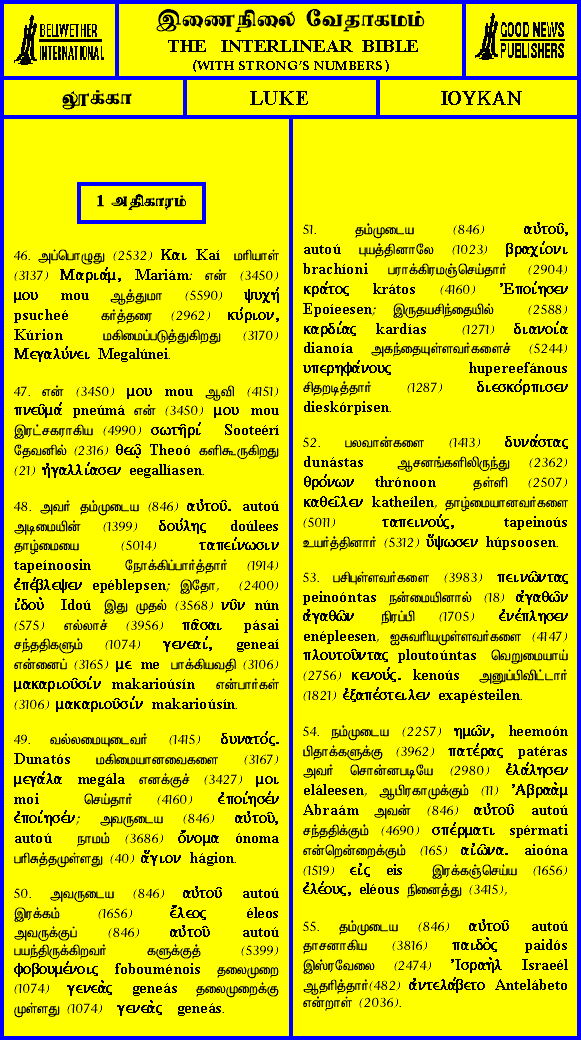 BELLWETHER
INTERNATIONAL
இணைநிலை வேதாகமம்
THE INTERLINEAR BIBLE
(WITH STRONG'S NUMBERS)
GOOD NEWS
PUBLISHERS
லூக்கா
LUKE
ΙΟΥΚΑΝ
1 அதிகாரம்
46. அப்பொழுது (2532) Και Kaí மரியாள்
(3137) Μαριάμ, Mariám: என் (3450)
μου mou ஆத்துமா (5590) ψυχή
psucheé கர்த்தரை (2962) κύριον,
Kúrion மகிமைப்படுத்துகிறது (3170)
Μεγαλύνει Megalúnei.
47. என் (3450) μου mou ஆவி (4151)
πνεῦμά pneúmá என் (3450) μου mou
இரட்சகராகிய (4990) σωτῆρί Sooteérí
தேவனில் (2316) θεῷ Theoó களிகூருகிறது
(21) ἠγαλλίασεν eegallíasen.
48. அவர் தம்முடைய (846) αὐτοῦ. autoú
அடிமையின் (1399) δούλης doúlees
தாழ்மையை (5014) ταπείνωσιν
tapeínoosin நோக்கிப்பார்த்தார் (1914)
ἐπέβλεψεν epéblepsen; இதோ, (2400)
ἰδοὺ Idoú இது முதல் (3568) νῦν nún
(575) எல்லாச் (3956) πᾶσαι pásai
சந்ததிகளும் (1074) γενεαί, geneaí
என்னைப் (3165) με me பாக்கியவதி (3106)
μακαριοῦσίν makarioúsín என்பார்கள்
(3106) μακαριοῦσίν makarioúsín.
49. வல்லமையுடைவர் (1415) δυνατός.
Dunatós மகிமையானவைகளை (3167)
μεγάλα megála எனக்குச் (3427) μοι
moi செய்தார் (4160) ἐποίησέν
ἐποίησέν; அவருடைய (846) αὐτοῦ,
autoú நாமம் (3686) ὄνομα ónoma
பரிசுத்தமுள்ளது (40) ἅγιον hágion.
50. அவருடைய (846) αὐτοῦ autoú
இரக்கம் (1656) ἔλεος éleos
அவருக்குப் (846) αὐτοῦ autoú
பயந்திருக்கிறவர் களுக்குத் (5399)
φοβουμένοις fobouménois தலைமுறை
(1074) γενεὰς geneás தலைமுறைக்கு
முள்ளது (1074) γενεὰς geneás.
51. தம்முடைய (846) αὐτοῦ,
autoú புயத்தினாலே (1023) βραχίονι
brachíoni பராக்கிரமஞ்செய்தார் (2904)
κράτος krátos (4160) Ἐποίησεν
Epoíeesen; இருதயசிந்தையில் (2588)
καρδίας kardías (1271) διανοία
dianoía அகந்தையுள்ளவர்களைச் (5244)
υπερηφάνους hupereefánous
சிதறடித்தார் (1287) διεσκόρπισεν
dieskórpisen.
52. பலவான்களை (1413) δυνάστας
dunástas ஆசனங்களிலிருந்து (2362)
θρόνων thrónoon தள்ளி (2507)
καθεῖλεν katheilen, தாழ்மையானவர்களை
(5011) ταπεινούς, tapeinoús
உயர்த்தினார் (5312) ὕψωσεν húpsoosen.
53. பசியுள்ளவர்களை (3983) πεινῶντας
peinoóntas நன்மையினால் (18) ἀγαθῶν
ἀγαθῶν நிரப்பி (1705) ἐνέπλησεν
enépleesen, ஐசுவரியமுள்ளவர்களை (4147)
πλουτοῦντας ploutoúntas வெறுமையாய்
(2756) κενούς. kenoús அனுப்பிவிட்டார்
(1821) ἐξαπέστειλεν exapésteilen.
54. நம்முடைய (2257) ημῶν, heemoón
பிதாக்களுக்கு (3962) πατέρας patéras
அவர் சொன்னபடியே (2980) ἐλάλησεν
eláleesen, ஆபிரகாமுக்கும் (11) Ἀβραὰμ
Abraám அவன் (846) αὐτοῦ autoú
சந்ததிக்கும் (4690) σπέρματι spérmati
என்றென்றைக்கும் (165) αἰῶνα. aioóna
(1519) εἰς eis இரக்கஞ்செய்ய (1656)
ἐλέους, eléous நினைத்து (3415),
55. தம்முடைய (846) αὐτοῦ autoú
தாசனாகிய (3816) παιδὸς paidós
இஸ்ரவேலை (2474) Ἰσραὴλ Israeél
ஆதரித்தார்(482) ἀντελάβετο Antelábeto
என்றாள் (2036).